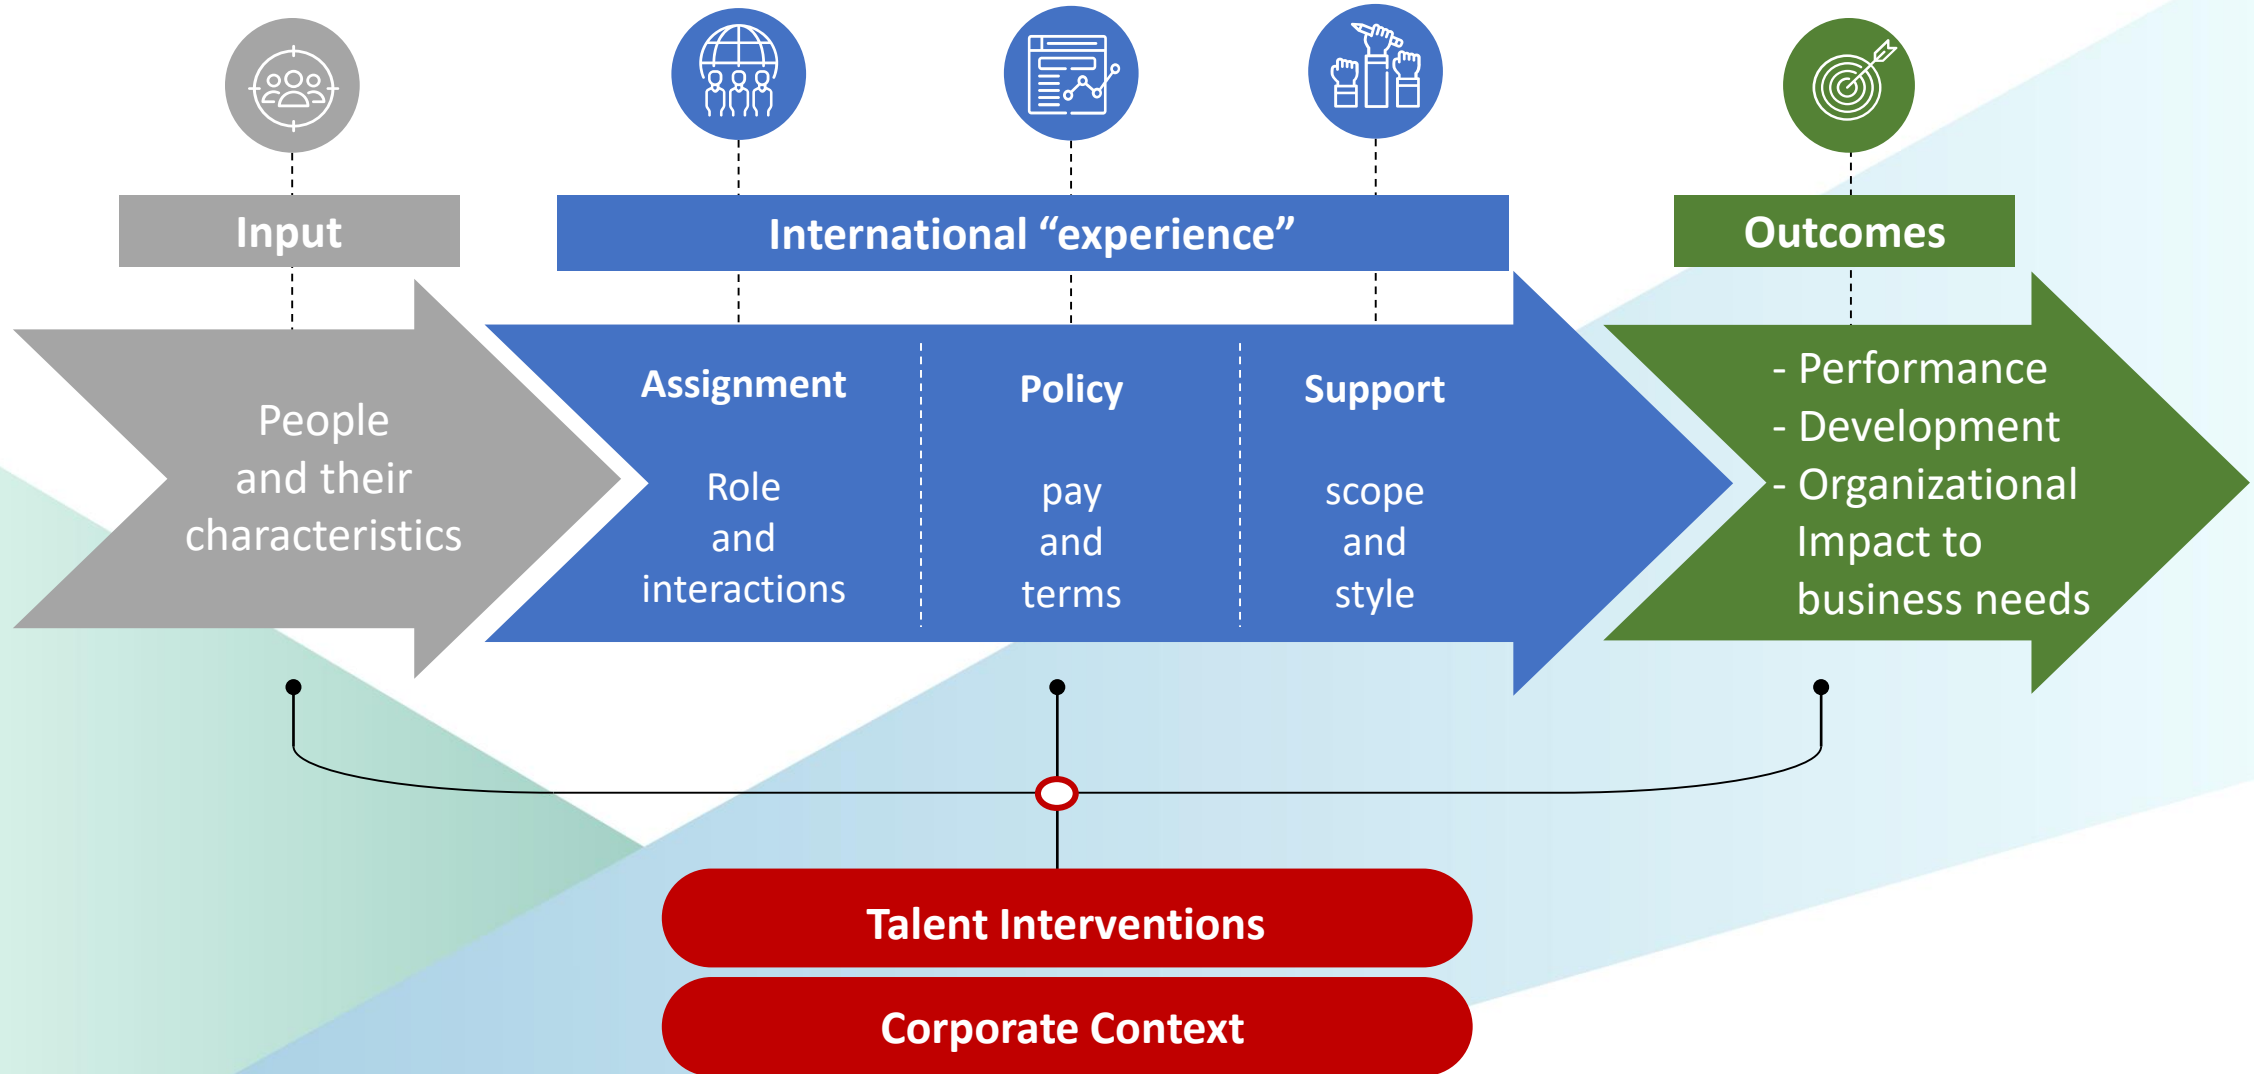 Input
International “experience”
Outcomes
People
and their
characteristics
Assignment
Role
and
interactions
Policy
pay
and
terms
Support
scope
and
style
- Performance
- Development
- Organizational
Impact to
business needs
Talent Interventions
Corporate Context